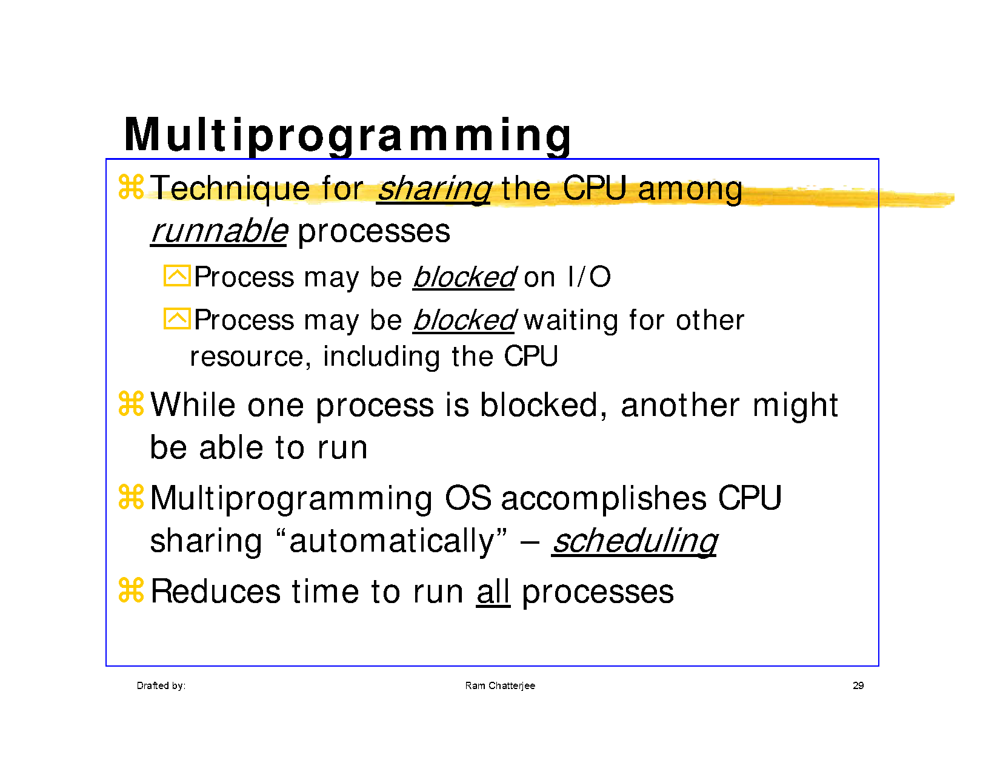 Multiprogramming
Technique for sharing the CPU among
runnable processes
Process may be blocked on I/O
Process may be blocked waiting for other
resource, including the CPU
While one process is blocked, another might
be able to run
Multiprogramming OS accomplishes CPU
sharing “automatically” – scheduling
Reduces time to run all processes
Drafted by: Ram Chatterjee 29